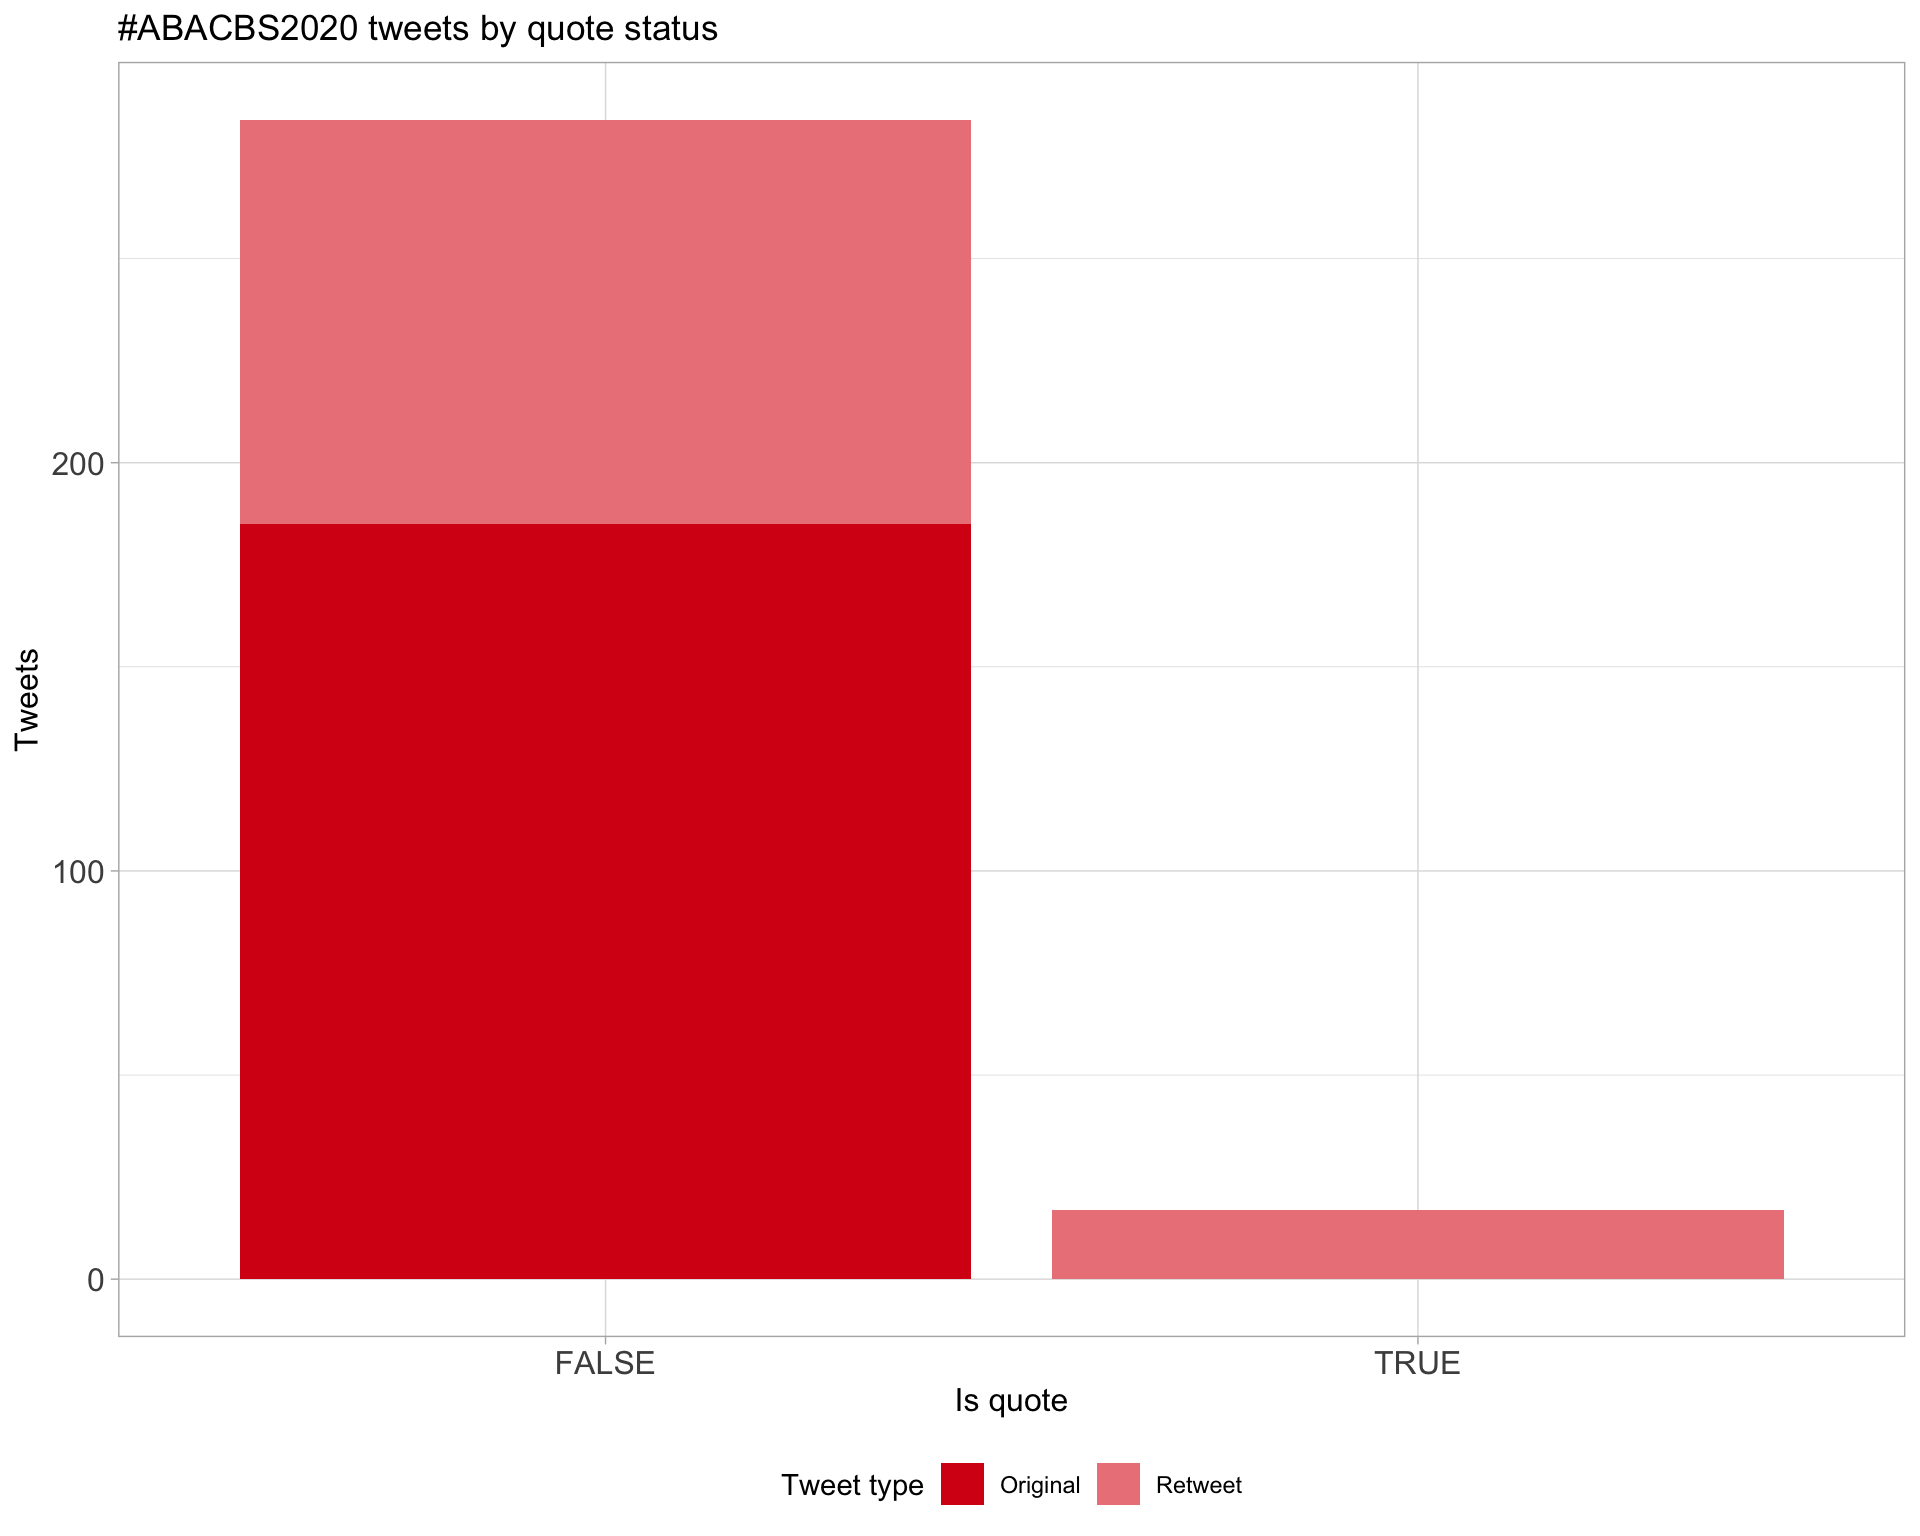 #ABACBS2020 tweets by quote status
Tweets
200
100
0
FALSE TRUE
Is quote
Tweet type Original Retweet